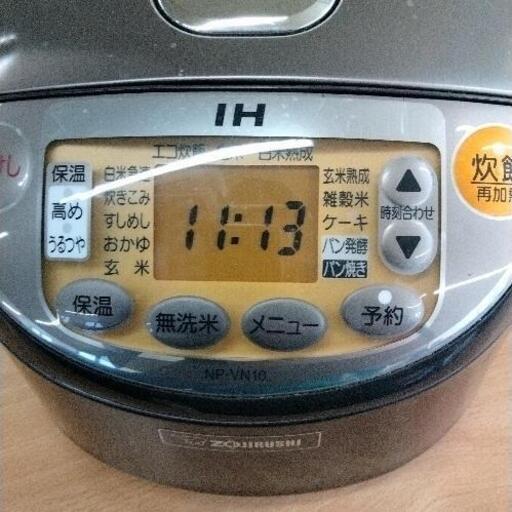 IH
エコ炊飯 白米熟成
保温
高め
うるつや
白米急速
炊きこみ
すしめし
おかゆ
玄米
11:13
玄米熟成
雑穀米
ケーキ
パン発酵
パン焼き
時刻合わせ
炊飯
再加熱
保温
無洗米
メニュー
予約
NP-VN10
ZOJIRUSHI